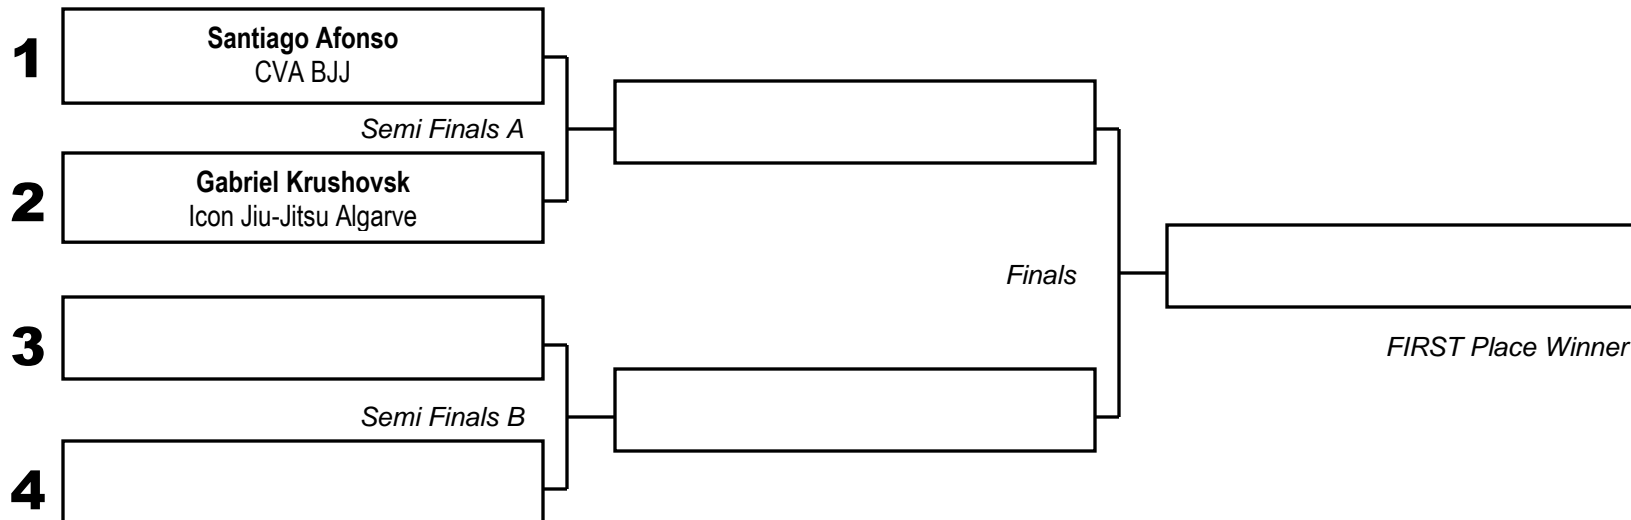 1
Santiago Afonso
CVA BJJ
Semi Finals A
2
Gabriel Krushovsk
Icon Jiu-Jitsu Algarve
Finals
3
FIRST Place Winner
Semi Finals B
4